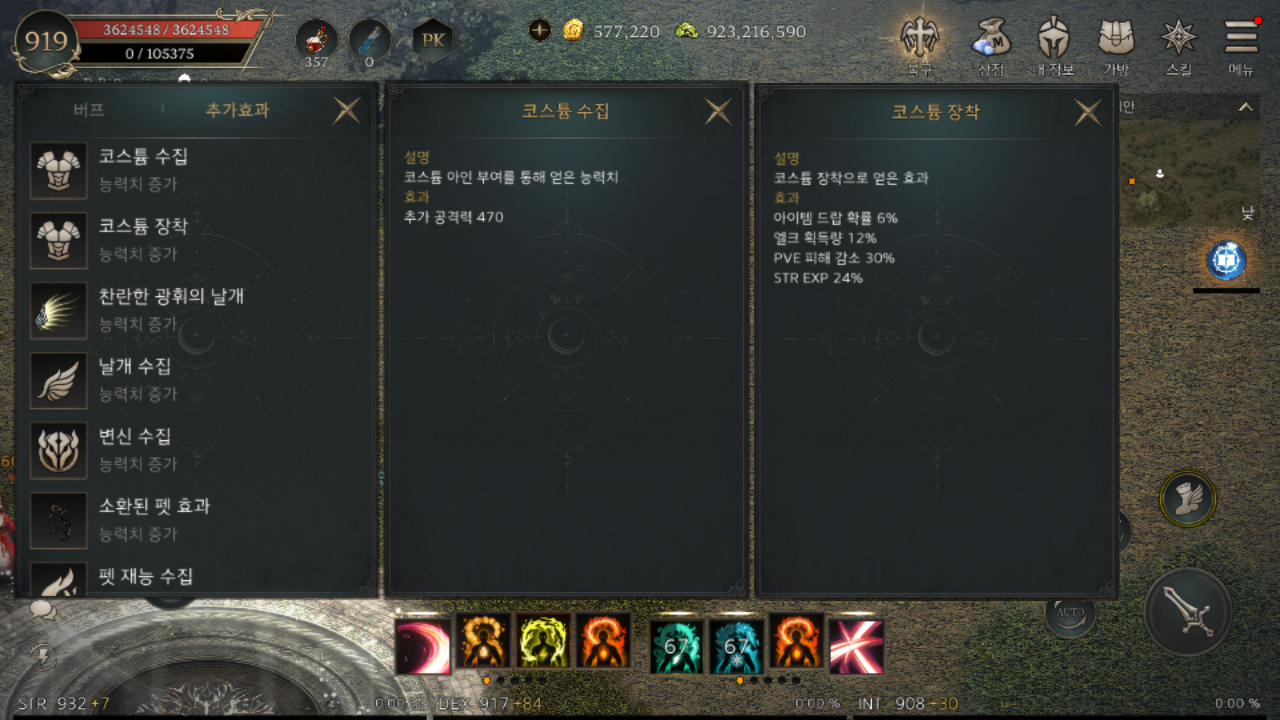 919
3624548 / 3624548
0 / 105375
357
0
PK
577,220
923,216,590
복구
상점
내 정보
가방
스킬
메뉴
버프
추가효과
코스튬 수집
능력치 증가
코스튬 장착
능력치 증가
찬란한 광휘의 날개
능력치 증가
날개 수집
능력치 증가
변신 수집
능력치 증가
소환된 펫 효과
능력치 증가
펫 재능 수집
코스튬 수집
설명
코스튬 아인 부여를 통해 얻은 능력치
효과
추가 공격력 470
코스튬 장착
설명
코스튬 장착으로 얻은 효과
효과
아이템 드랍 확률 6%
엘크 획득량 12%
PVE 피해 감소 30%
STR EXP 24%
안
낮
67
67
AUTO
STR 932 +7
0.00 %
DEX 917 +84
0.00 %
INT 908 +30
0.00 %